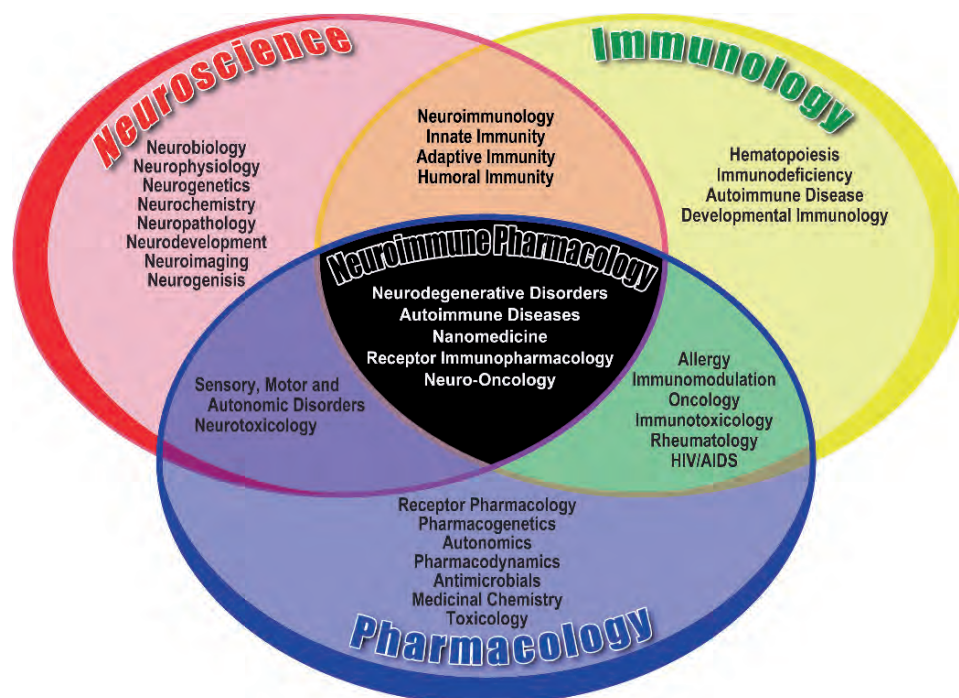 Neuroscience
Immunology
Neurobiology
Neurophysiology
Neurogenetics
Neurochemistry
Neuropathology
Neurodevelopment
Neuroimaging
Neurogenisis
Neuroimmunology
Innate Immunity
Adaptive Immunity
Humoral Immunity
Hematopoiesis
Immunodeficiency
Autoimmune Disease
Developmental Immunology
Neuroimmune Pharmacology
Neurodegenerative Disorders
Autoimmune Diseases
Nanomedicine
Receptor Immunopharmacology
Neuro-Oncology
Sensory, Motor and
Autonomic Disorders
Neurotoxicology
Allergy
Immunomodulation
Oncology
Immunotoxicology
Rheumatology
HIV/AIDS
Receptor Pharmacology
Pharmacogenetics
Autonomics
Pharmacodynamics
Antimicrobials
Medicinal Chemistry
Toxicology
Pharmacology